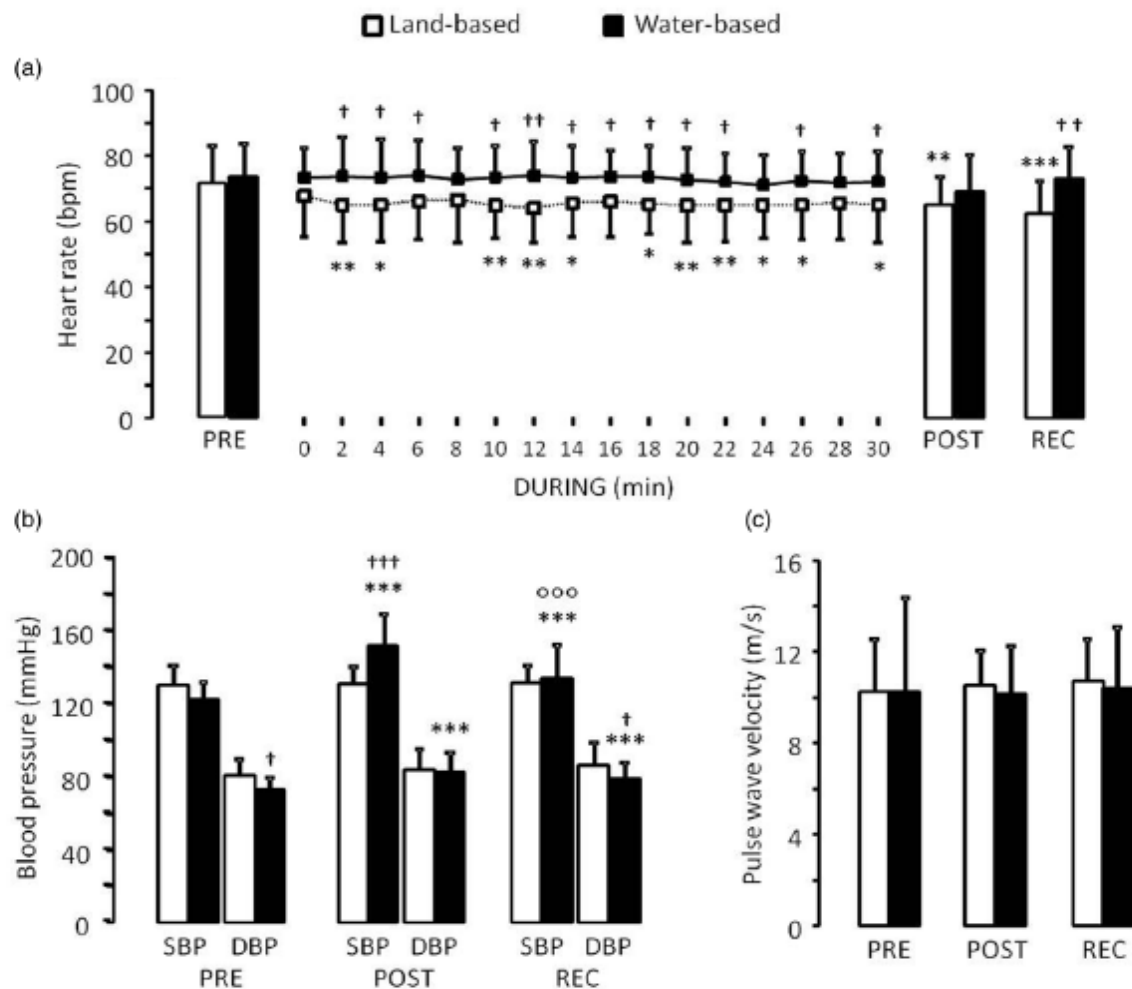 Land-based Water-based
(a)
Heart rate (bpm)
100
80
60
40
20
0
† † † † †† † † † † † † † † †
** * ** ** * * ** ** * * * ** ***
PRE
0 2 4 6 8 10 12 14 16 18 20 22 24 26 28 30
DURING (min)
POST REC
(b)
Blood pressure (mmHg)
200
160
120
80
40
0
†
†††
***
***
○○○
***
†
***
SBP DBP SBP DBP SBP DBP
PRE POST REC
(c)
Pulse wave velocity (m/s)
16
12
8
4
0
PRE POST REC